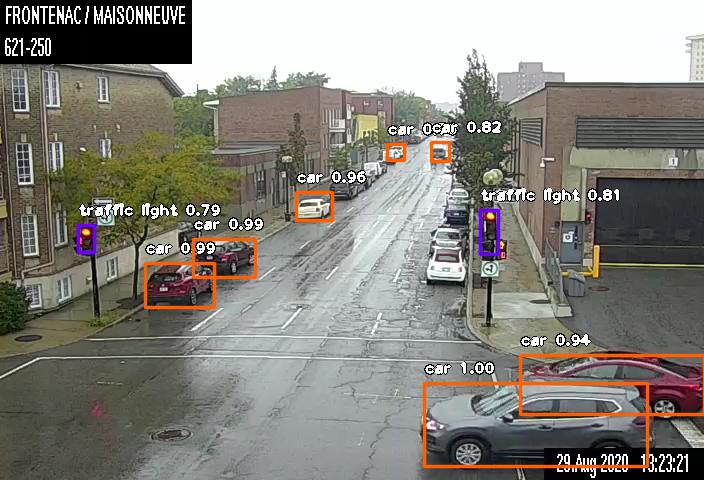 FRONTENAC / MAISONNEUVE
621-250
car 0.82
car 0.96
traffic light 0.81
traffic light 0.79
car 0.99
car 0.99
car 0.94
car 1.00
29 Aug 2020 13:23:21